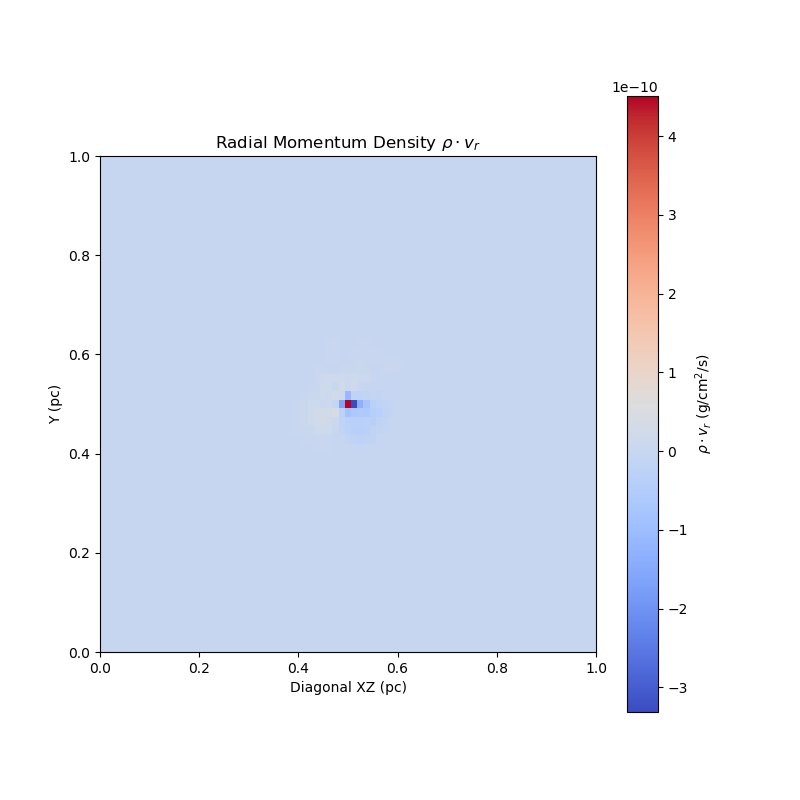 1e−10
Radial Momentum Density ρ · v_r
1.0
0.8
0.6
0.4
0.2
0.0
Y (pc)
0.0 0.2 0.4 0.6 0.8 1.0
Diagonal XZ (pc)
4
3
2
1
0
−1
−2
−3
ρ · v_r (g/cm²/s)